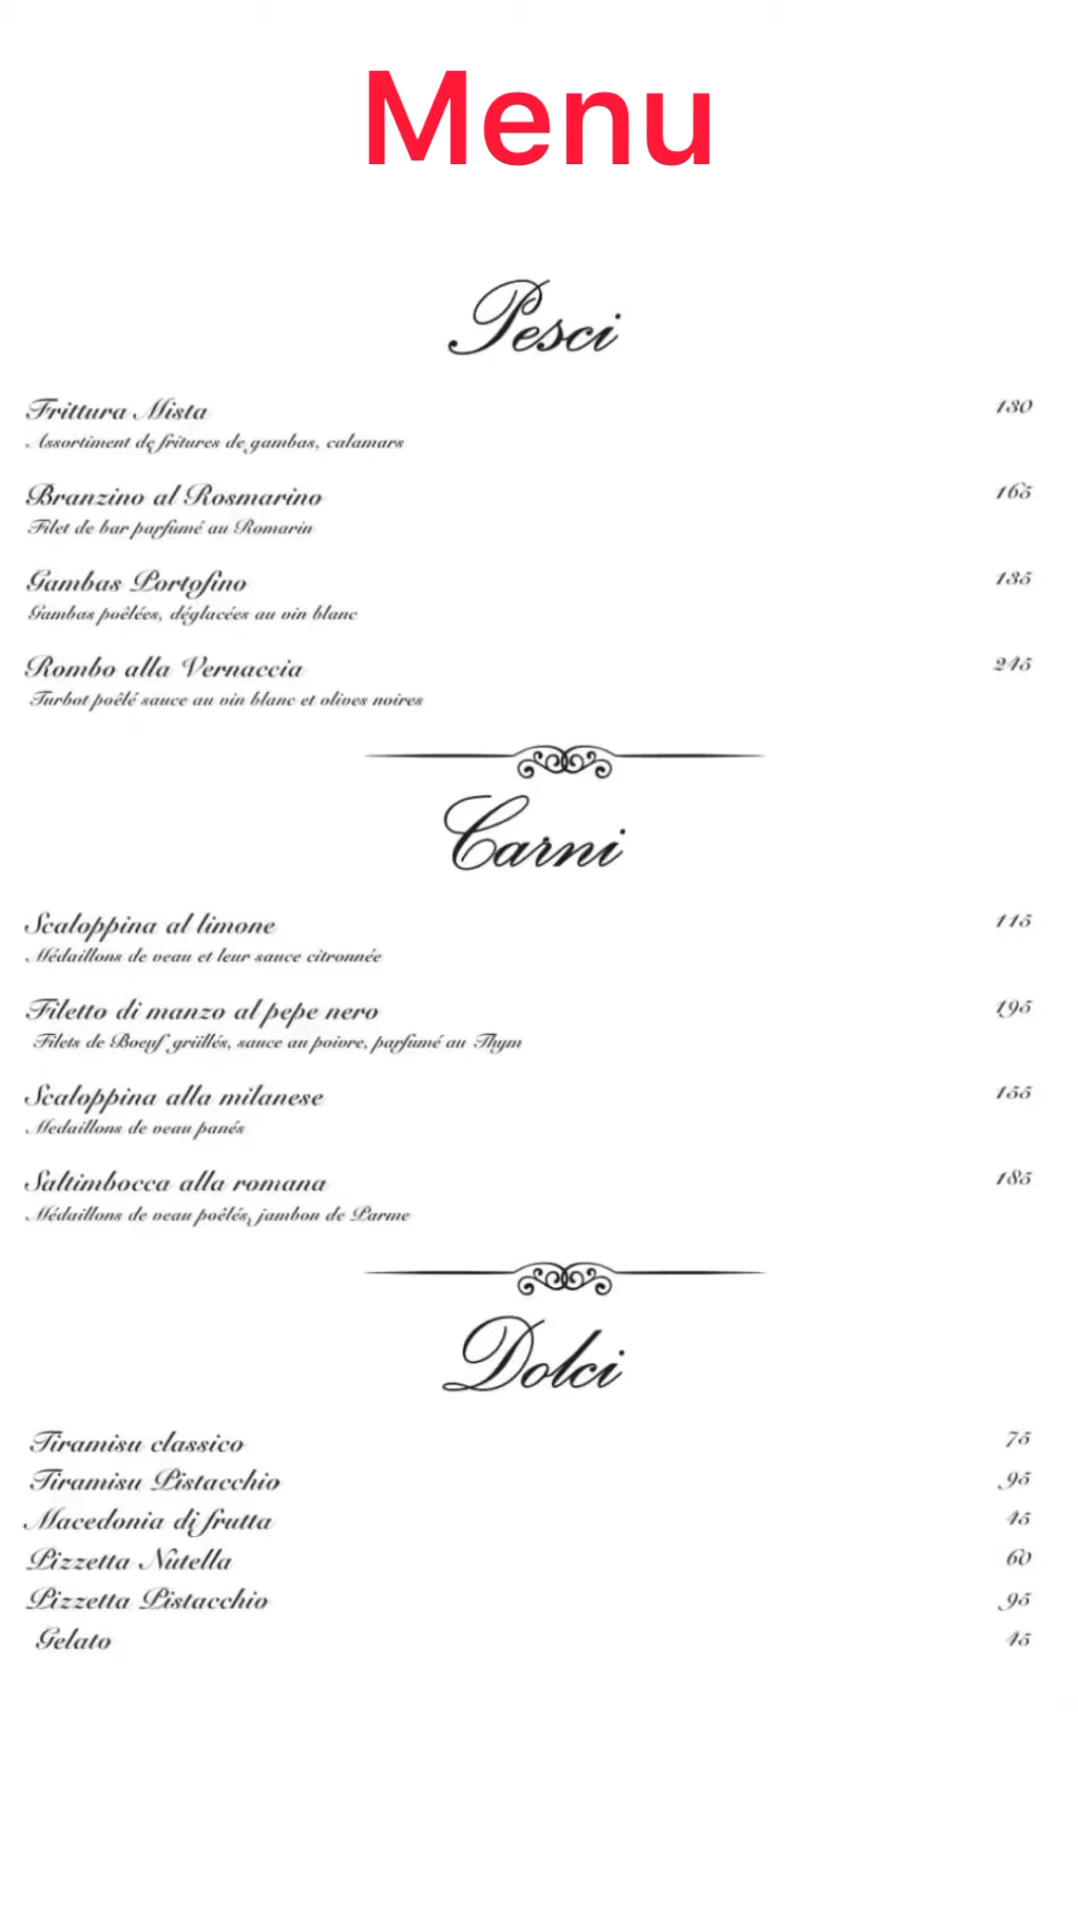 Menu
Pesci
Frittura Mista 130
Assortiment de fritures de gambas, calamars
Branzino al Rosmarino 165
Filet de bar parfumé au Romarin
Gambas Portofino 135
Gambas poêlées, déglacées au vin blanc
Rombo alla Vernaccia 245
Turbot poêlé sauce au vin blanc et olives noires
Carni
Scaloppina al limone 115
Médaillons de veau et leur sauce citronnée
Filetto di manzo al pepe nero 195
Filets de Boeuf griillés, sauce au poivre, parfumé au Thym
Scaloppina alla milanese 155
Medaillons de veau panés
Saltimbocca alla romana 185
Médaillons de veau poêlés, jambon de Parme
Dolci
Tiramisu classico 75
Tiramisu Pistacchio 95
Macedonia di frutta 45
Pizzetta Nutella 60
Pizzetta Pistacchio 95
Gelato 45